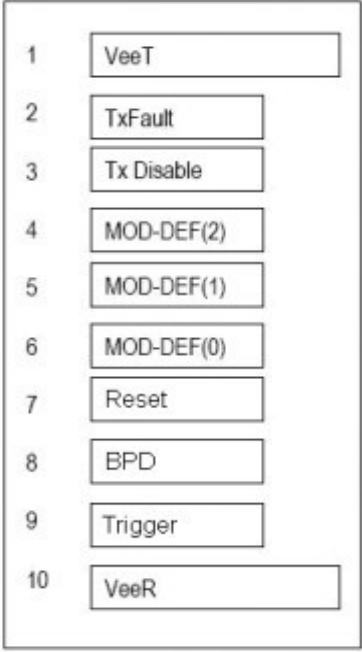 1 VeeT
2 TxFault
3 Tx Disable
4 MOD-DEF(2)
5 MOD-DEF(1)
6 MOD-DEF(0)
7 Reset
8 BPD
9 Trigger
10 VeeR